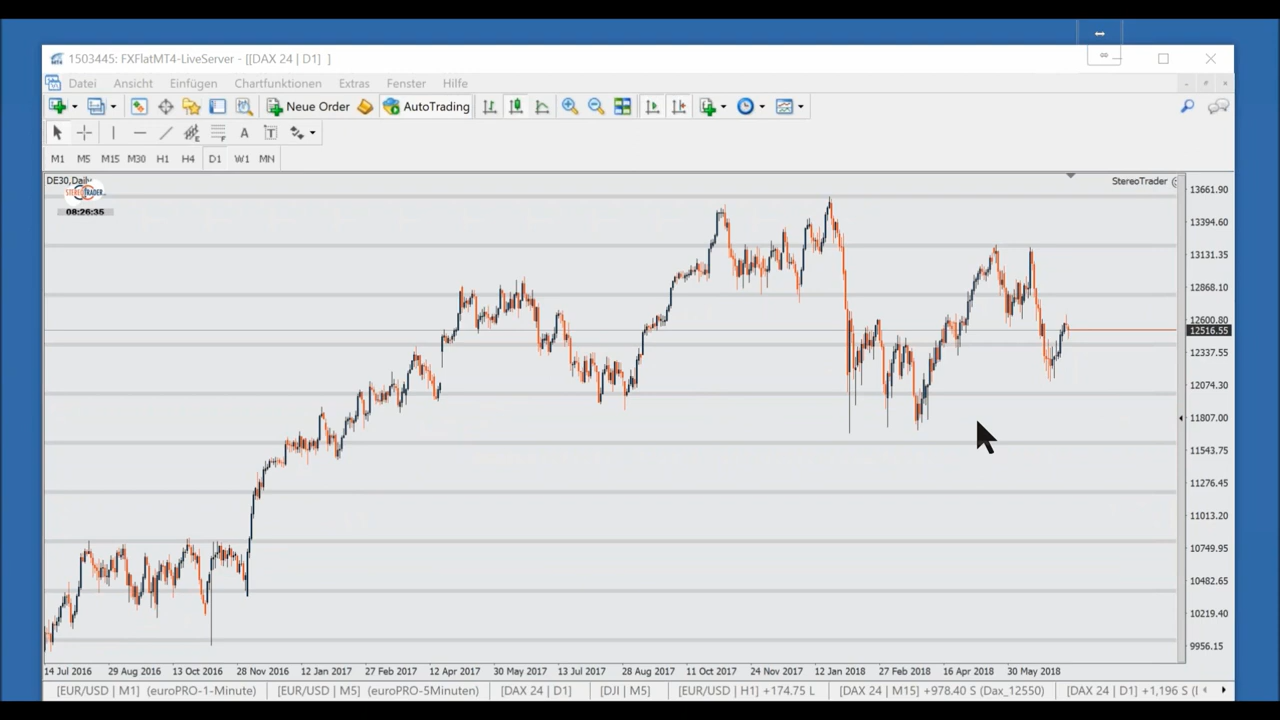 1503445: FXFlatMT4-LiveServer - [[DAX 24 | D1] ]
Datei Ansicht Einfügen Chartfunktionen Extras Fenster Hilfe
Neue Order AutoTrading
A T
M1 M5 M15 M30 H1 H4 D1 W1 MN
DE30,Daily
StereoTrader
STEREOTRADER
08:26:35
13661.90
13394.60
13131.35
12868.10
12600.80
12516.55
12337.55
12074.30
11807.00
11543.75
11276.45
11013.20
10749.95
10482.65
10219.40
9956.15
14 Jul 2016 29 Aug 2016 13 Oct 2016 28 Nov 2016 12 Jan 2017 27 Feb 2017 12 Apr 2017 30 May 2017 13 Jul 2017 28 Aug 2017 11 Oct 2017 24 Nov 2017 12 Jan 2018 27 Feb 2018 16 Apr 2018 30 May 2018
[EUR/USD | M1] (euroPRO-1-Minute) [EUR/USD | M5] (euroPRO-5Minuten) [DAX 24 | D1] [DJI | M5] [EUR/USD | H1] +174.75 L [DAX 24 | M15] +978.40 S (Dax_12550) [DAX 24 | D1] +1,196 S (